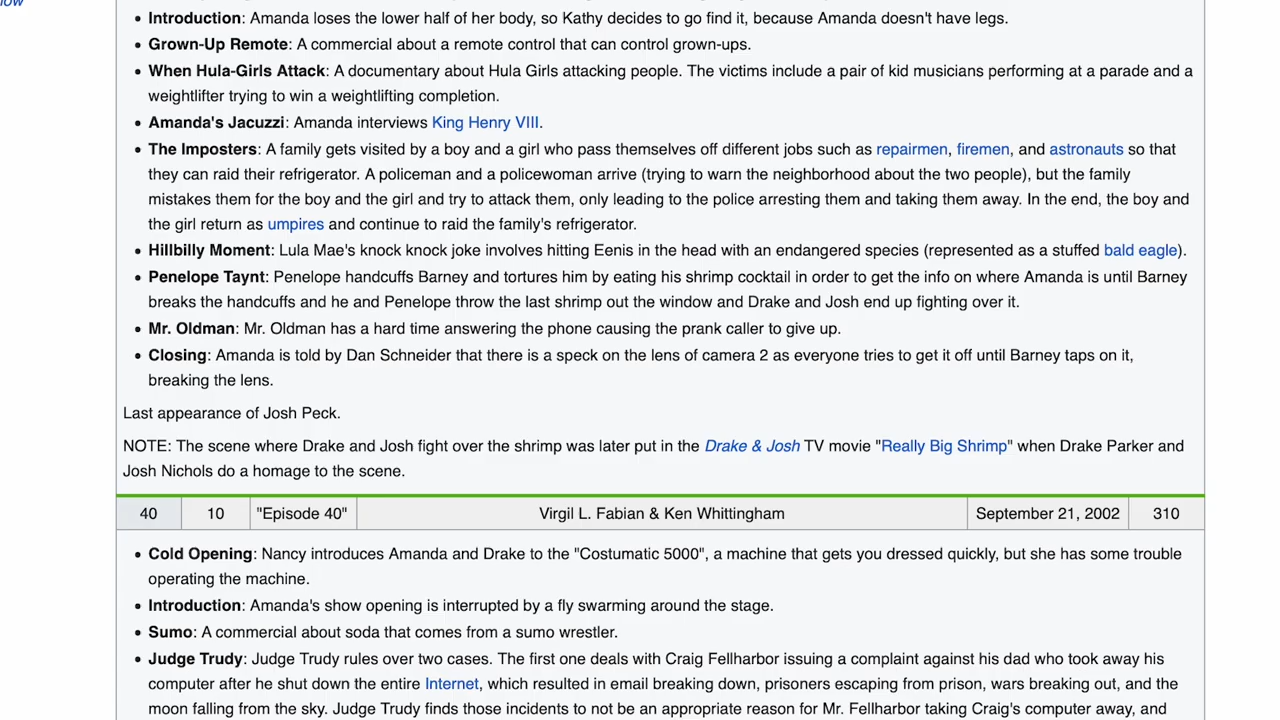 • Introduction: Amanda loses the lower half of her body, so Kathy decides to go find it, because Amanda doesn't have legs.
• Grown-Up Remote: A commercial about a remote control that can control grown-ups.
• When Hula-Girls Attack: A documentary about Hula Girls attacking people. The victims include a pair of kid musicians performing at a parade and a
weightlifter trying to win a weightlifting completion.
• Amanda's Jacuzzi: Amanda interviews King Henry VIII.
• The Imposters: A family gets visited by a boy and a girl who pass themselves off different jobs such as repairmen, firemen, and astronauts so that
they can raid their refrigerator. A policeman and a policewoman arrive (trying to warn the neighborhood about the two people), but the family
mistakes them for the boy and the girl and try to attack them, only leading to the police arresting them and taking them away. In the end, the boy and
the girl return as umpires and continue to raid the family's refrigerator.
• Hillbilly Moment: Lula Mae's knock knock joke involves hitting Eenis in the head with an endangered species (represented as a stuffed bald eagle).
• Penelope Taynt: Penelope handcuffs Barney and tortures him by eating his shrimp cocktail in order to get the info on where Amanda is until Barney
breaks the handcuffs and he and Penelope throw the last shrimp out the window and Drake and Josh end up fighting over it.
• Mr. Oldman: Mr. Oldman has a hard time answering the phone causing the prank caller to give up.
• Closing: Amanda is told by Dan Schneider that there is a speck on the lens of camera 2 as everyone tries to get it off until Barney taps on it,
breaking the lens.
Last appearance of Josh Peck.
NOTE: The scene where Drake and Josh fight over the shrimp was later put in the Drake & Josh TV movie "Really Big Shrimp" when Drake Parker and
Josh Nichols do a homage to the scene.
40 10 "Episode 40" Virgil L. Fabian & Ken Whittingham September 21, 2002 310
• Cold Opening: Nancy introduces Amanda and Drake to the "Costumatic 5000", a machine that gets you dressed quickly, but she has some trouble
operating the machine.
• Introduction: Amanda's show opening is interrupted by a fly swarming around the stage.
• Sumo: A commercial about soda that comes from a sumo wrestler.
• Judge Trudy: Judge Trudy rules over two cases. The first one deals with Craig Fellharbor issuing a complaint against his dad who took away his
computer after he shut down the entire Internet, which resulted in email breaking down, prisoners escaping from prison, wars breaking out, and the
moon falling from the sky. Judge Trudy finds those incidents to not be an appropriate reason for Mr. Fellharbor taking Craig's computer away, and